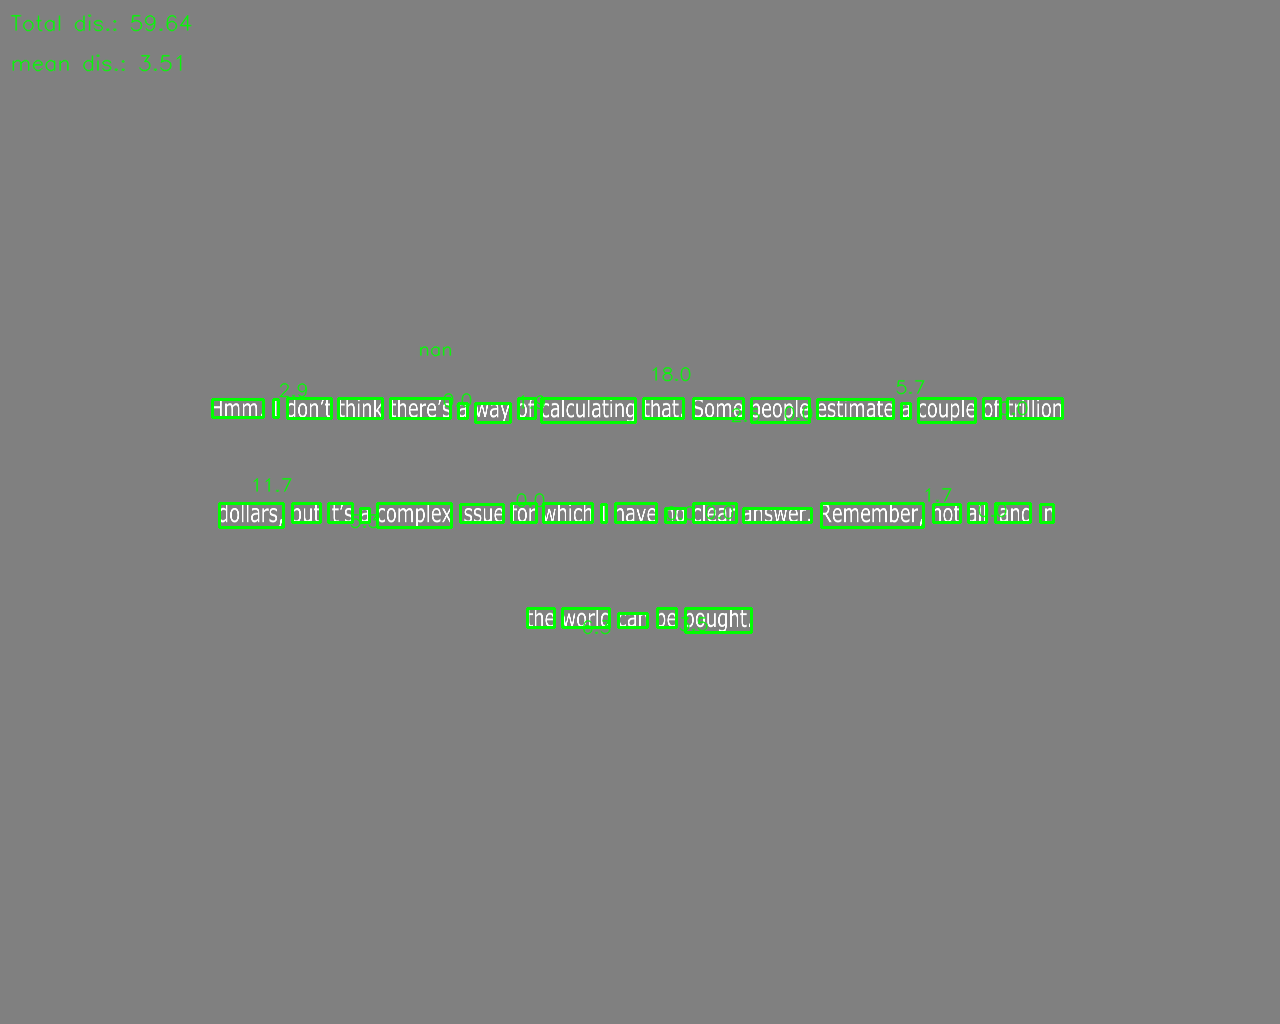 Total dis.: 59.64
mean dis.: 3.51
nan
2.9 18.0 5.7
Hmm. I don't think there's a way of calculating that. Some people estimate a couple of trillion
11.7 0.0 1.7
dollars, but it's a complex issue for which I have no clear answer. Remember, not all land in
the world can be bought.